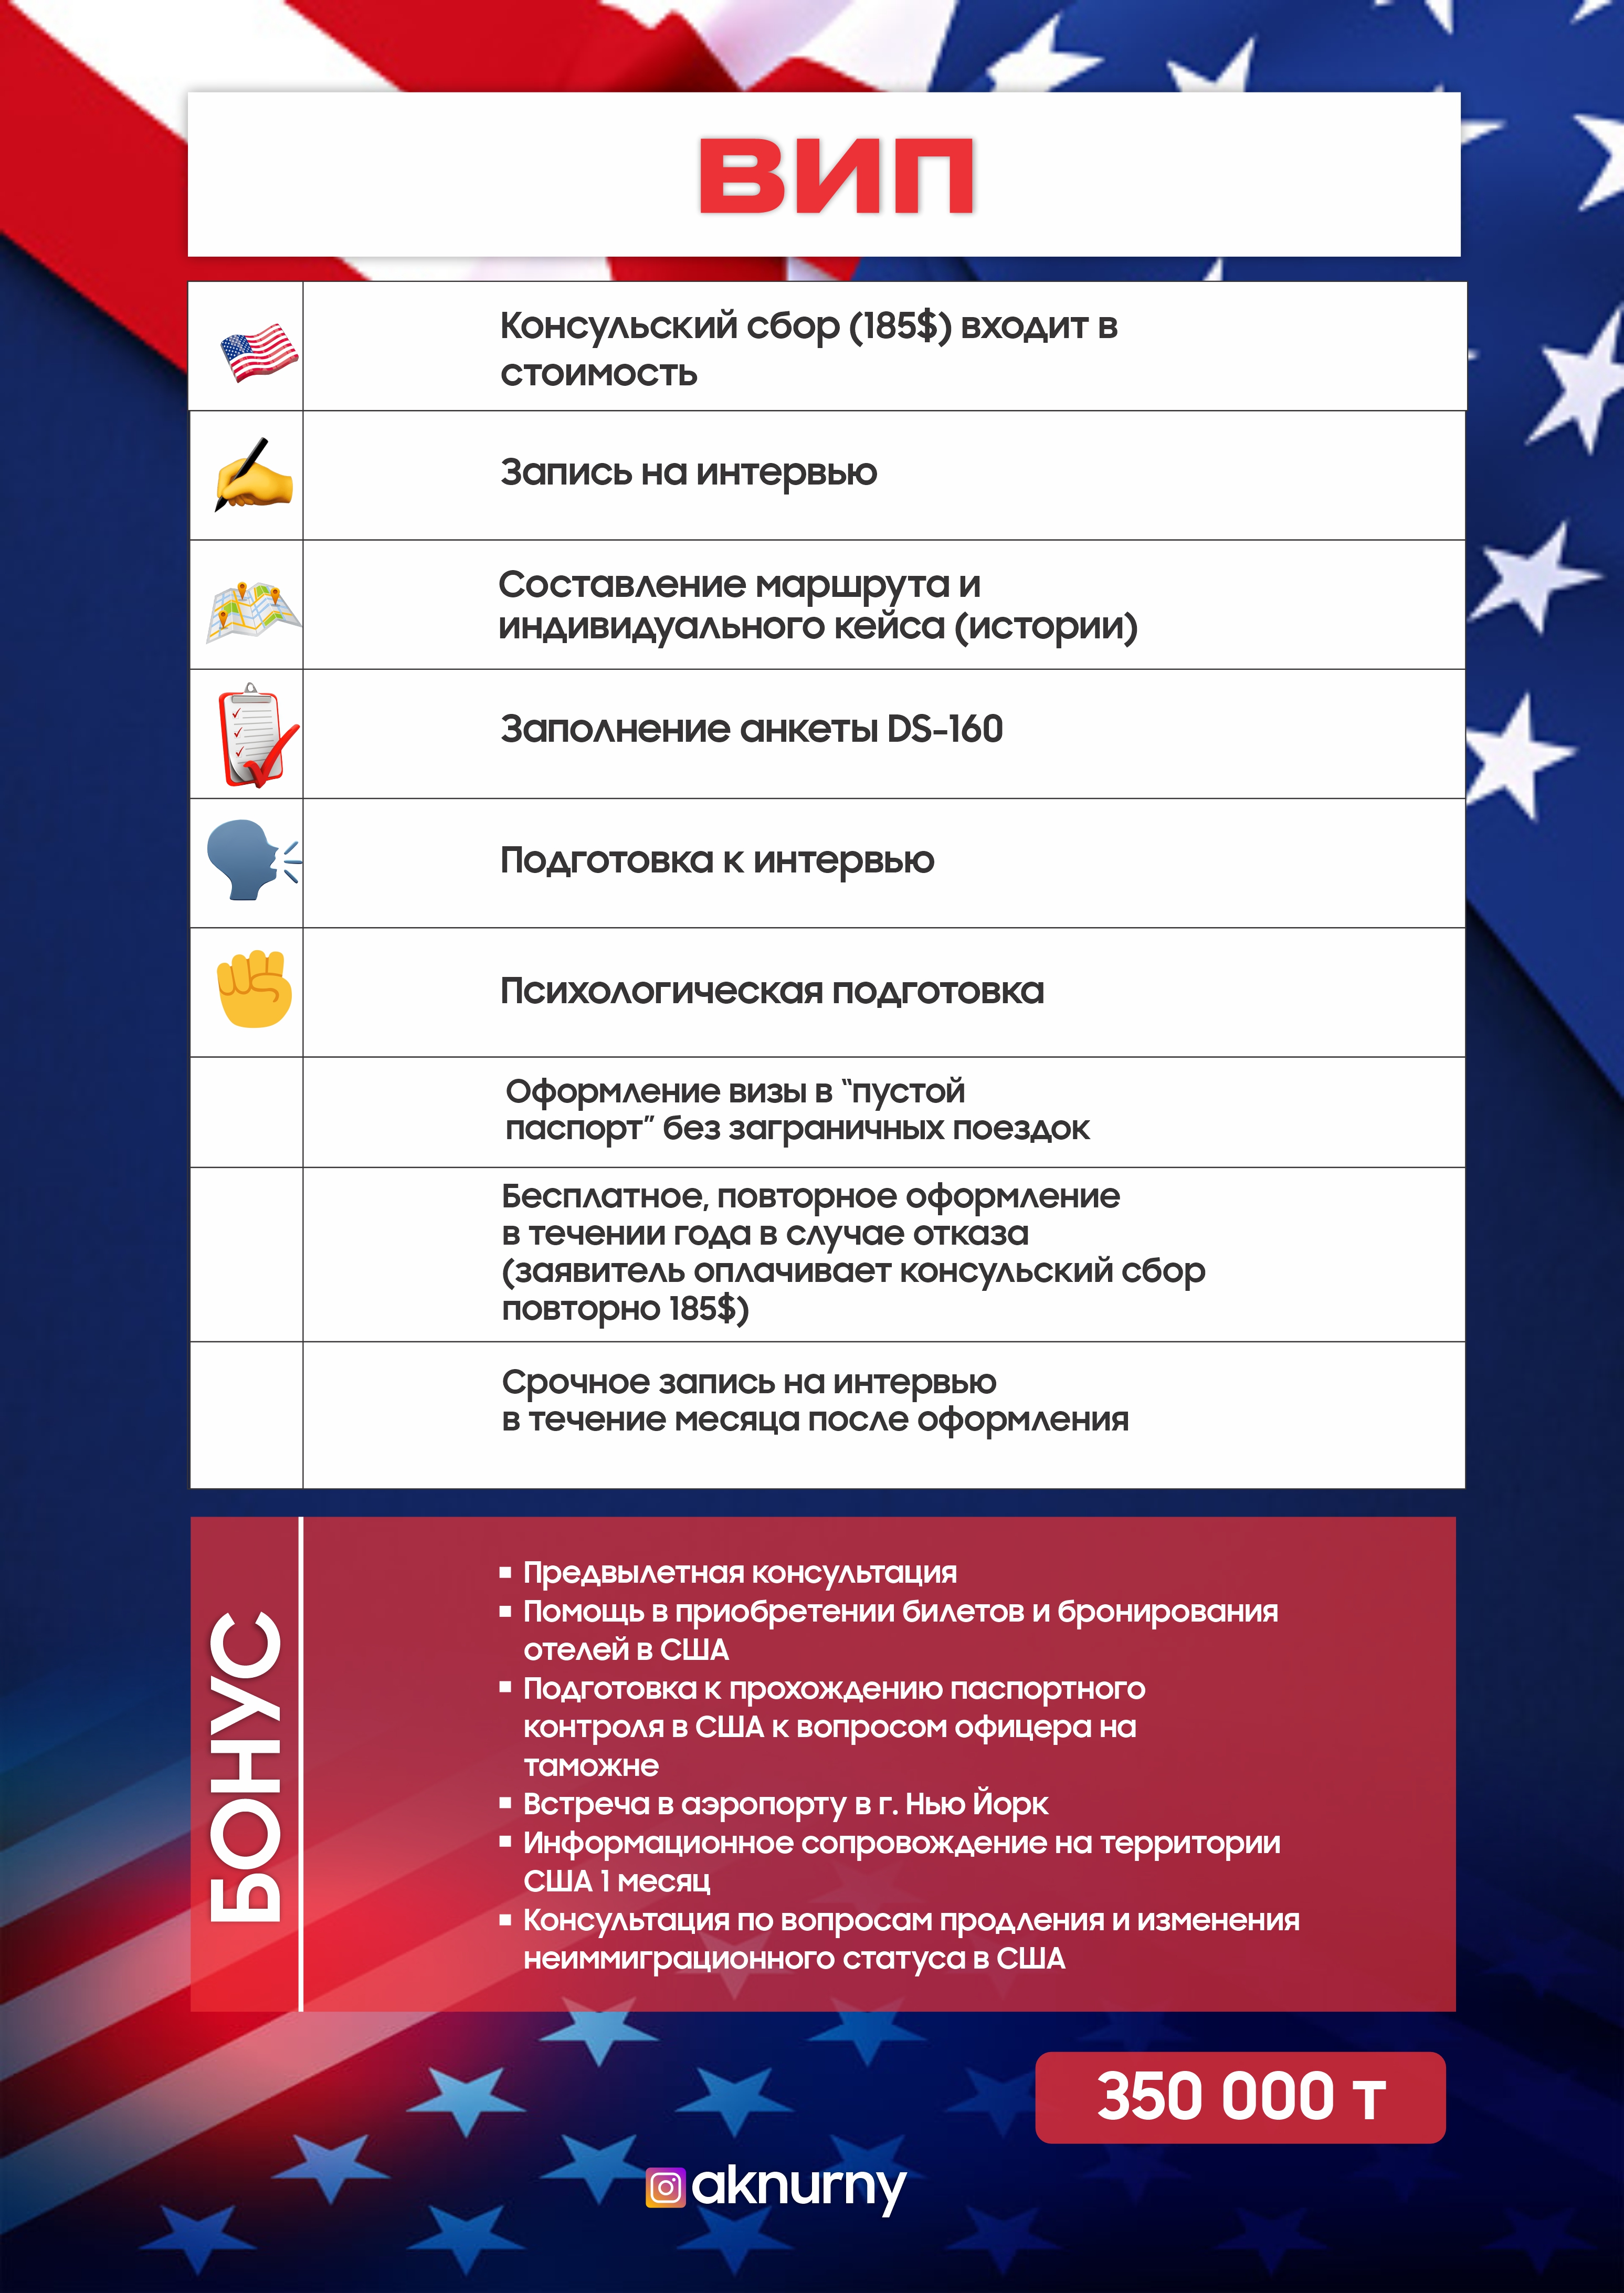 ВИП
Консульский сбор (185$) входит в
стоимость
Запись на интервью
Составление маршрута и
индивидуального кейса (истории)
Заполнение анкеты DS-160
Подготовка к интервью
Психологическая подготовка
Оформление визы в “пустой
паспорт” без заграничных поездок
Бесплатное, повторное оформление
в течении года в случае отказа
(заявитель оплачивает консульский сбор
повторно 185$)
Срочное запись на интервью
в течение месяца после оформления
БОНУС
▪ Предвылетная консультация
▪ Помощь в приобретении билетов и бронирования
отелей в США
▪ Подготовка к прохождению паспортного
контроля в США к вопросом офицера на
таможне
▪ Встреча в аэропорту в г. Нью Йорк
▪ Информационное сопровождение на территории
США 1 месяц
▪ Консультация по вопросам продления и изменения
неиммиграционного статуса в США
350 000 т
aknurny